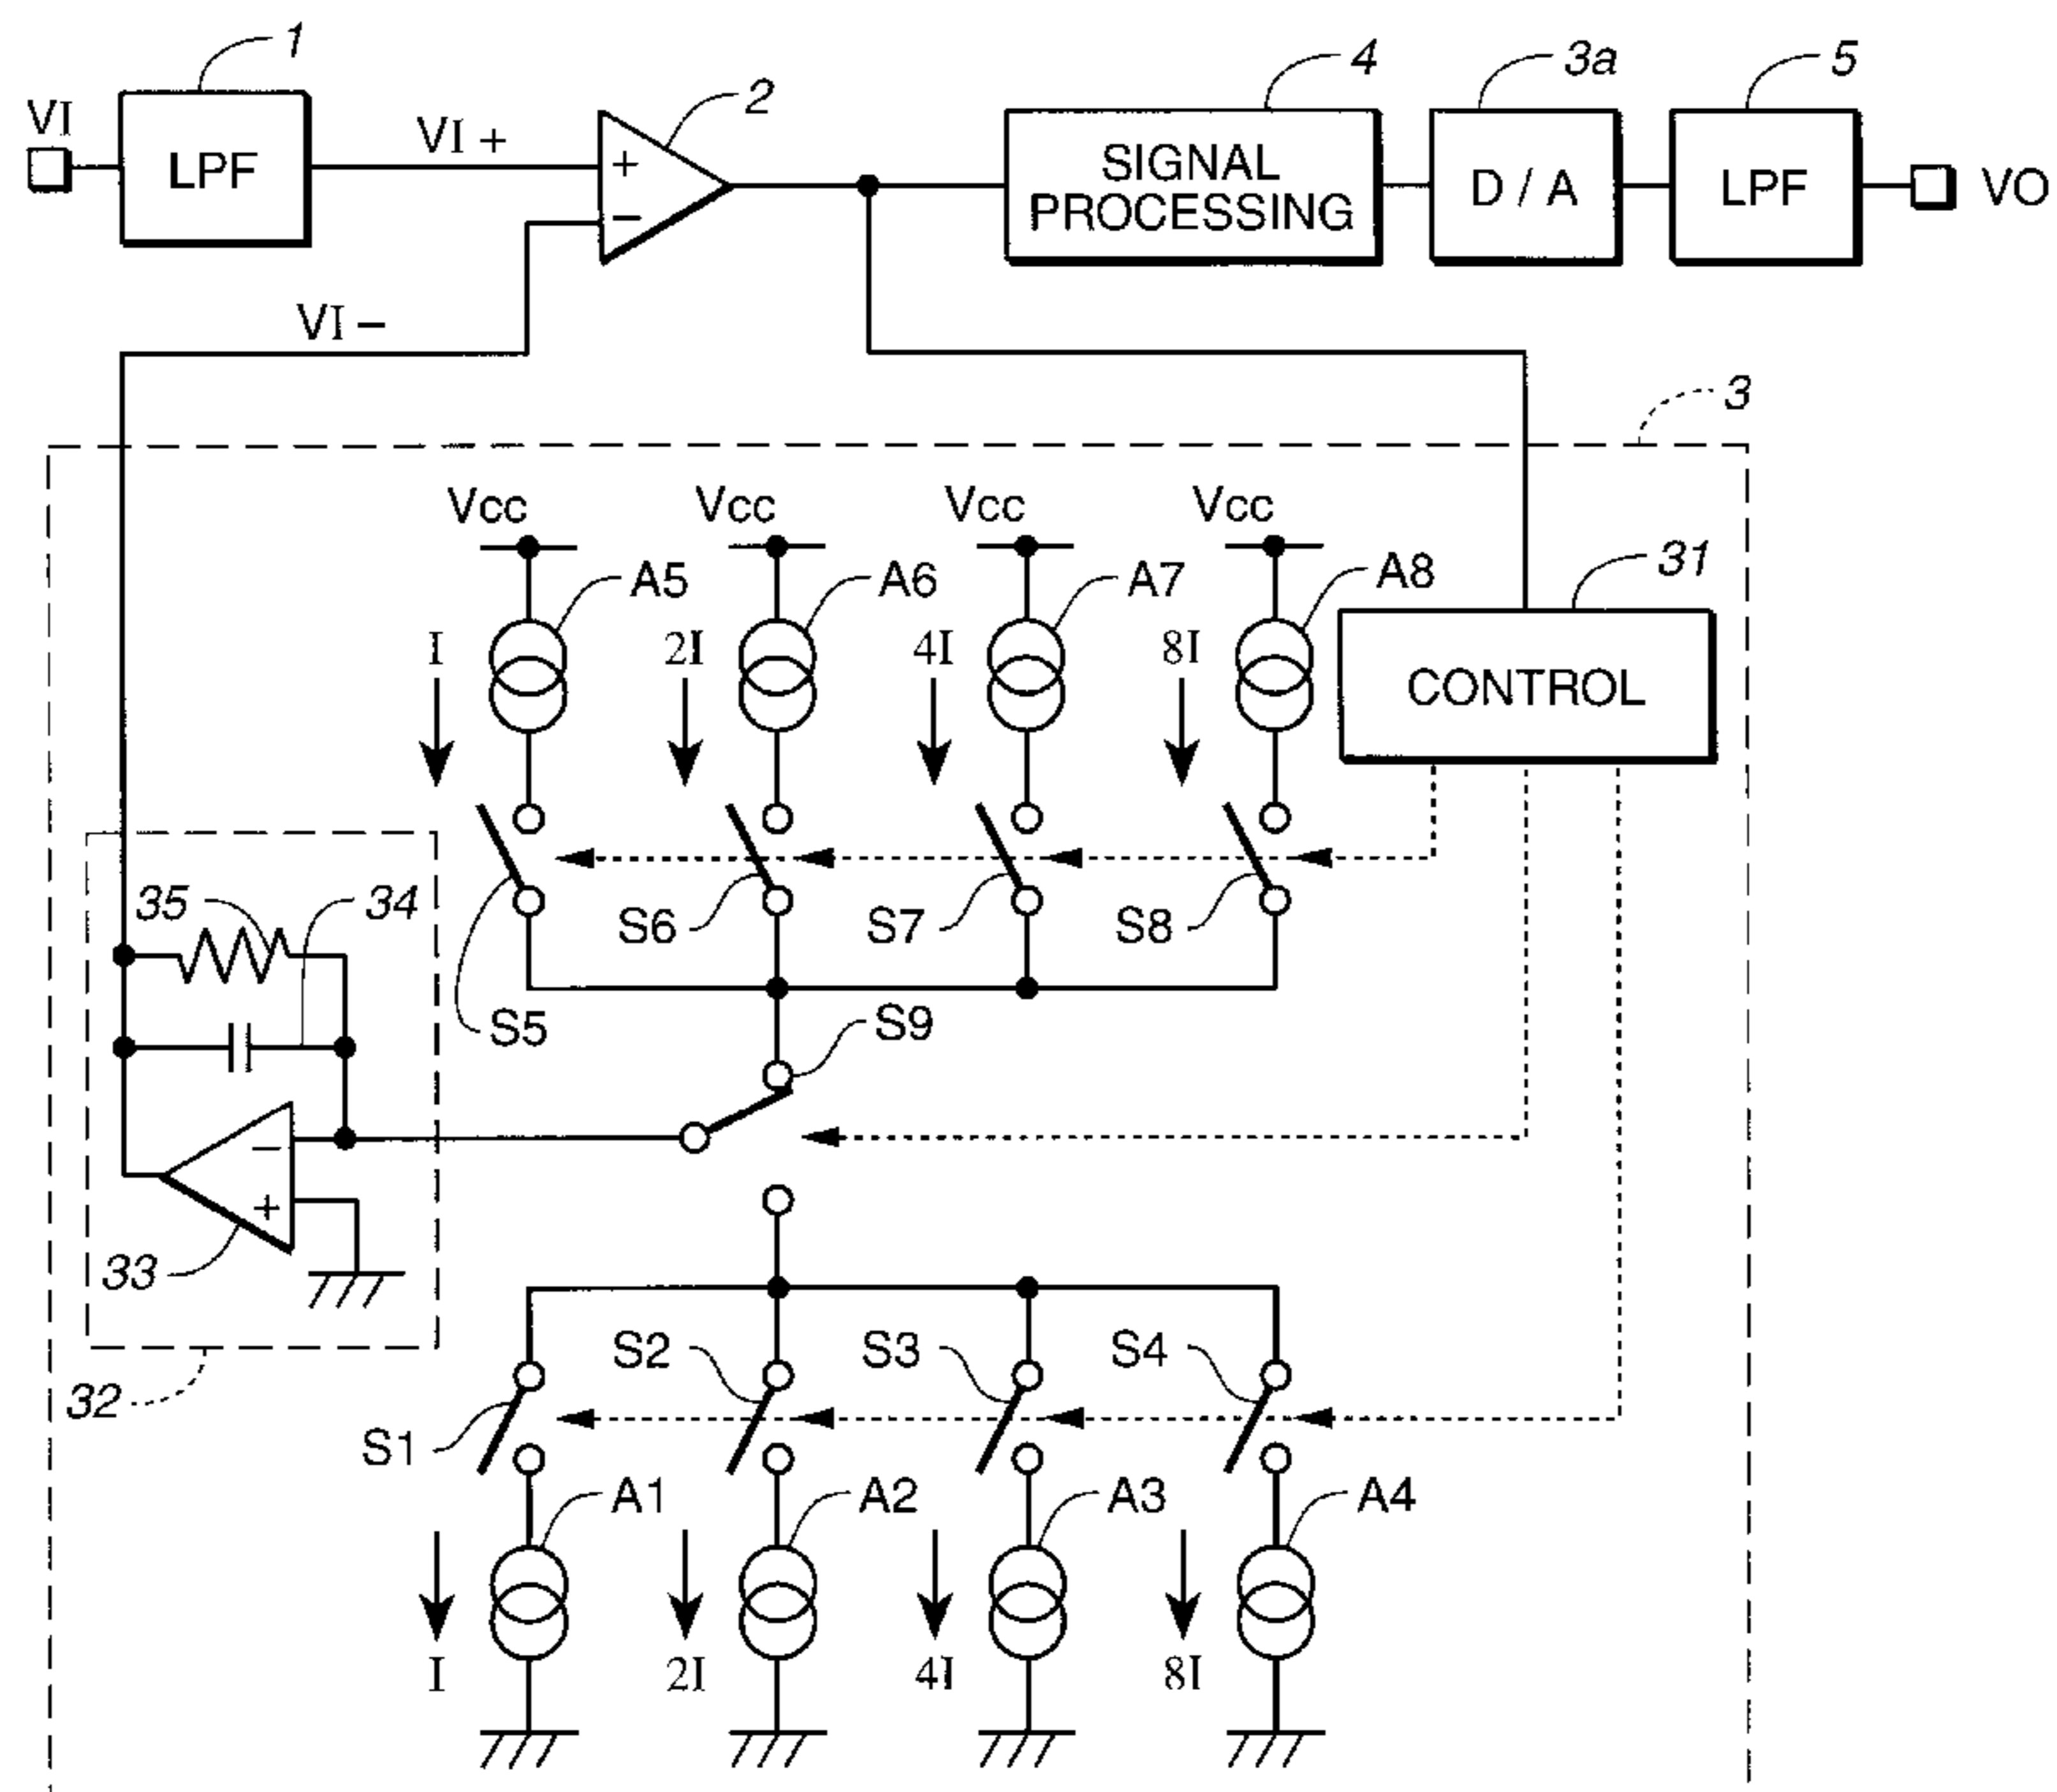 1
2
4
3a
5
VI
LPF
VI +
+
−
SIGNAL
PROCESSING
D / A
LPF
VO
VI −
3
Vcc
Vcc
Vcc
Vcc
A5
A6
A7
A8
31
I
2I
4I
8I
CONTROL
35
34
S6
S7
S8
S5
S9
−
+
33
S2
S3
S4
32
S1
A1
A2
A3
A4
I
2I
4I
8I